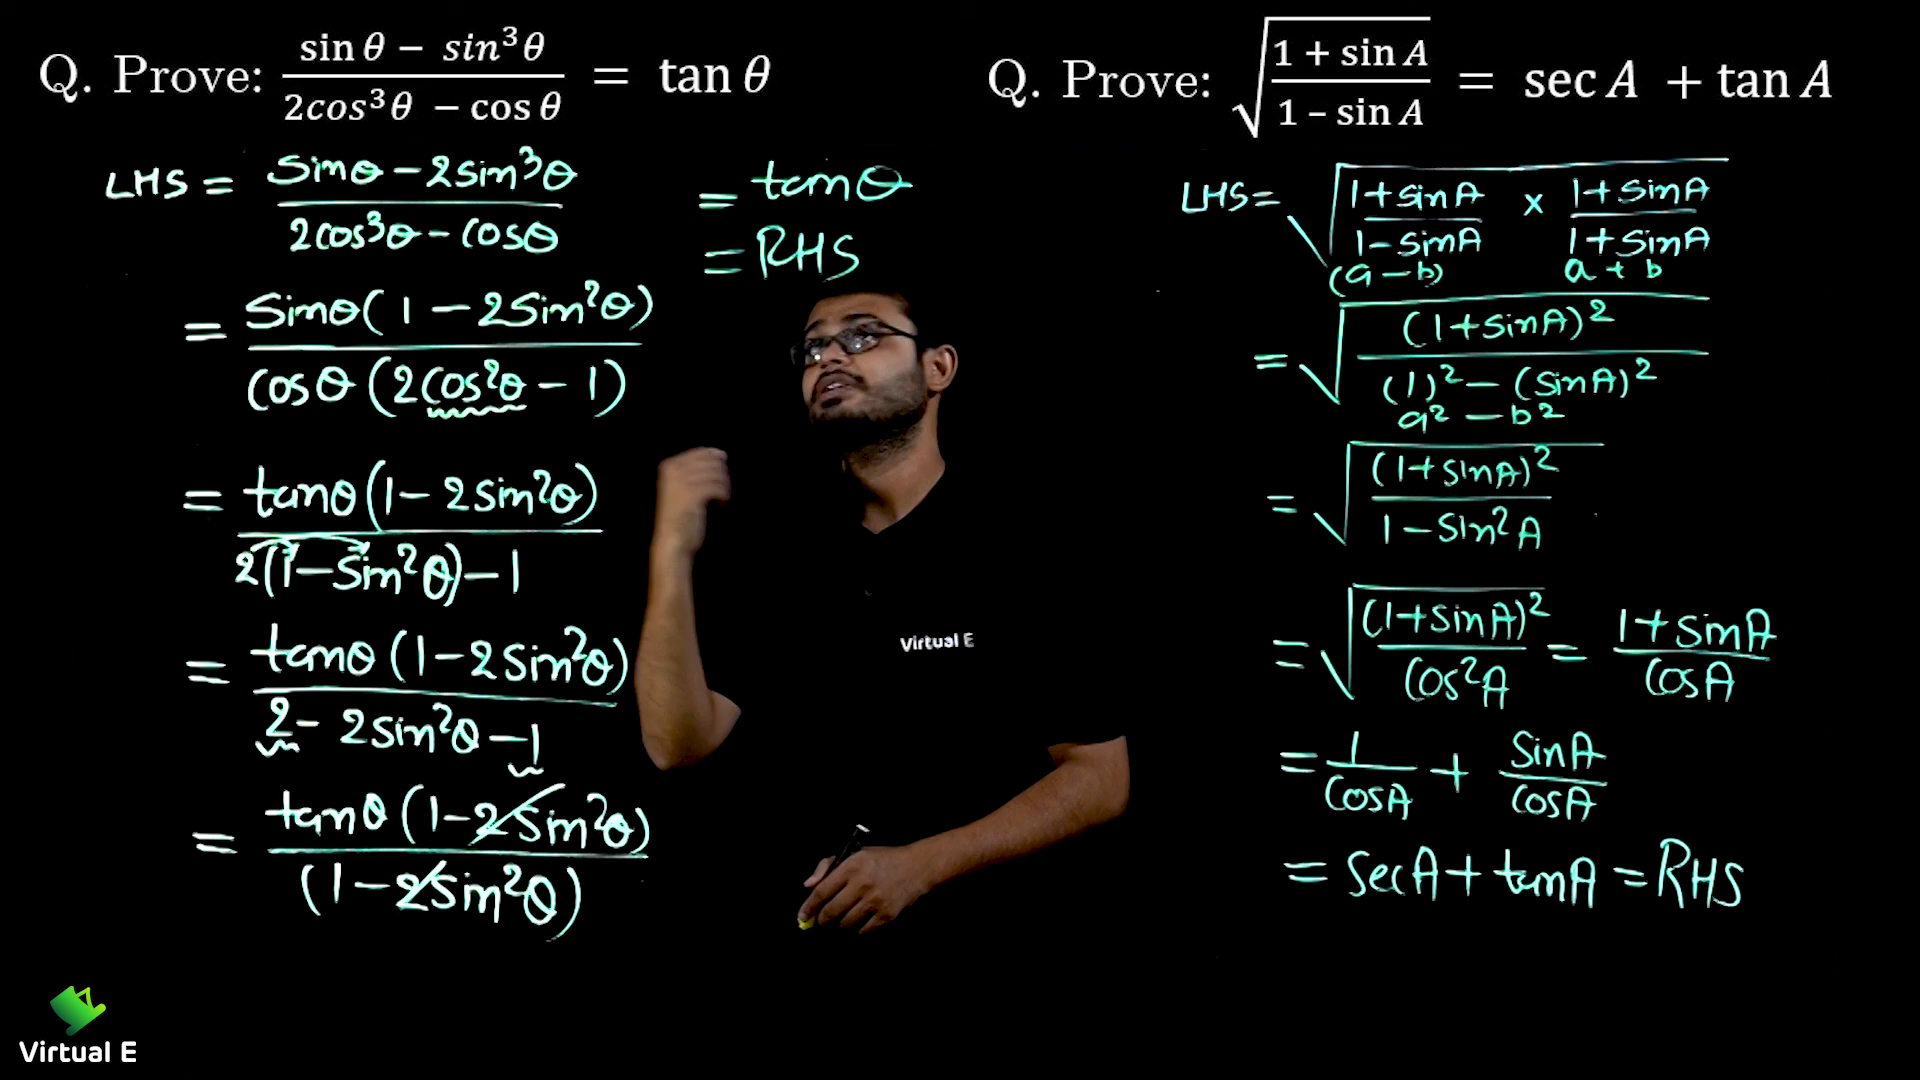 Q. Prove: (sin θ − sin³θ)/(2cos³θ − cos θ) = tan θ
LHS = (sinθ − 2sin³θ)/(2cos³θ − cosθ)
= (sinθ(1 − 2sin²θ))/(cosθ(2cos²θ − 1))
= (tanθ(1 − 2sin²θ))/(2(1 − sin²θ) − 1)
= (tanθ(1 − 2sin²θ))/(2 − 2sin²θ − 1)
= (tanθ(1 − 2sin²θ))/((1 − 2sin²θ))
= tanθ
= RHS
Q. Prove: √((1 + sin A)/(1 – sin A)) = sec A + tan A
LHS = √((1+sinA)/(1−sinA) × (1+sinA)/(1+sinA))
(a − b) a + b
= √((1+sinA)²/((1)² − (sinA)²))
a² − b²
= √((1+sinA)²/(1 − sin²A))
= √((1+sinA)²/(cos²A)) = (1+sinA)/(cosA)
= 1/cosA + sinA/cosA
= secA + tanA = RHS
Virtual E
Virtual E